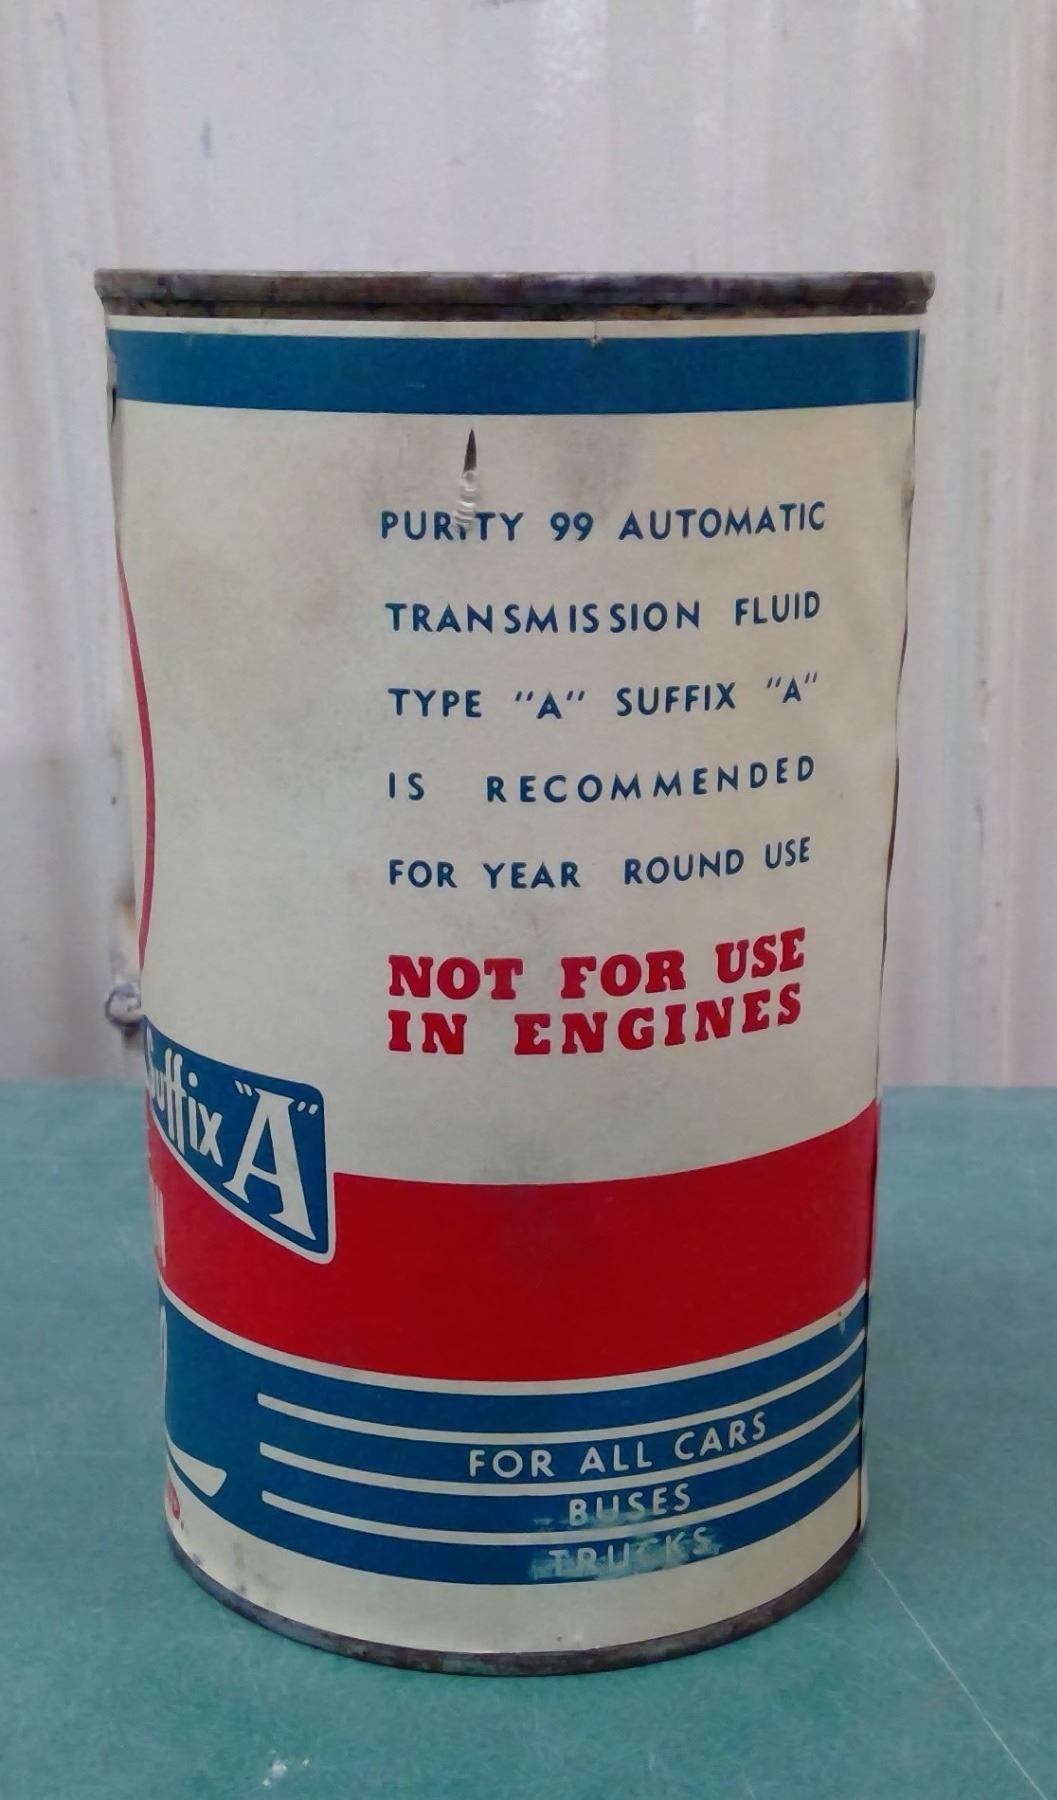 PURITY 99 AUTOMATIC
TRANSMISSION FLUID
TYPE "A" SUFFIX "A"
IS RECOMMENDED
FOR YEAR ROUND USE
NOT FOR USE
IN ENGINES
Suffix "A"
FOR ALL CARS
BUSES
TRUCKS